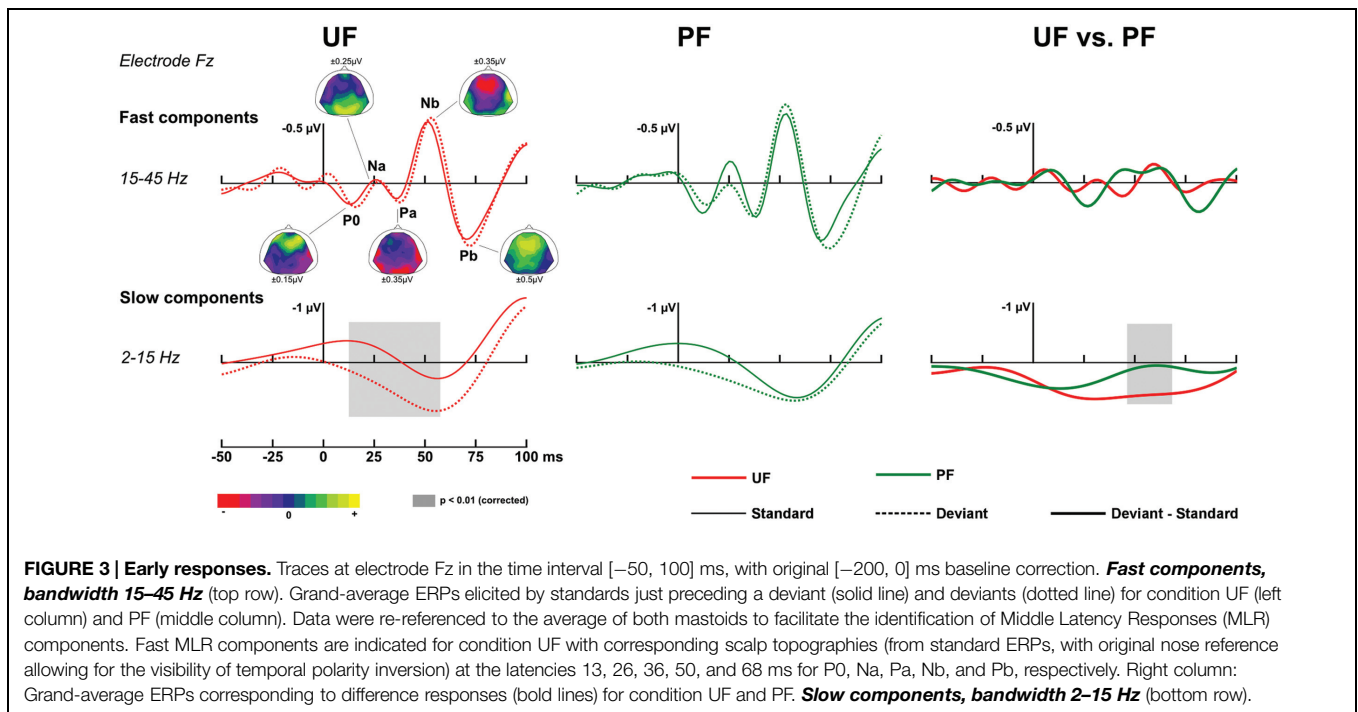 UF PF UF vs. PF
Electrode Fz
±0.25µV ±0.35µV
Fast components
Nb
-0.5 µV -0.5 µV -0.5 µV
Na
15-45 Hz
P0 Pa
Pb
±0.15µV ±0.35µV ±0.5µV
Slow components
-1 µV -1 µV -1 µV
2-15 Hz
-50 -25 0 25 50 75 100 ms
UF PF
- 0 + p < 0.01 (corrected)
Standard Deviant Deviant - Standard
FIGURE 3 | Early responses. Traces at electrode Fz in the time interval [−50, 100] ms, with original [−200, 0] ms baseline correction. Fast components,
bandwidth 15–45 Hz (top row). Grand-average ERPs elicited by standards just preceding a deviant (solid line) and deviants (dotted line) for condition UF (left
column) and PF (middle column). Data were re-referenced to the average of both mastoids to facilitate the identification of Middle Latency Responses (MLR)
components. Fast MLR components are indicated for condition UF with corresponding scalp topographies (from standard ERPs, with original nose reference
allowing for the visibility of temporal polarity inversion) at the latencies 13, 26, 36, 50, and 68 ms for P0, Na, Pa, Nb, and Pb, respectively. Right column:
Grand-average ERPs corresponding to difference responses (bold lines) for condition UF and PF. Slow components, bandwidth 2–15 Hz (bottom row).